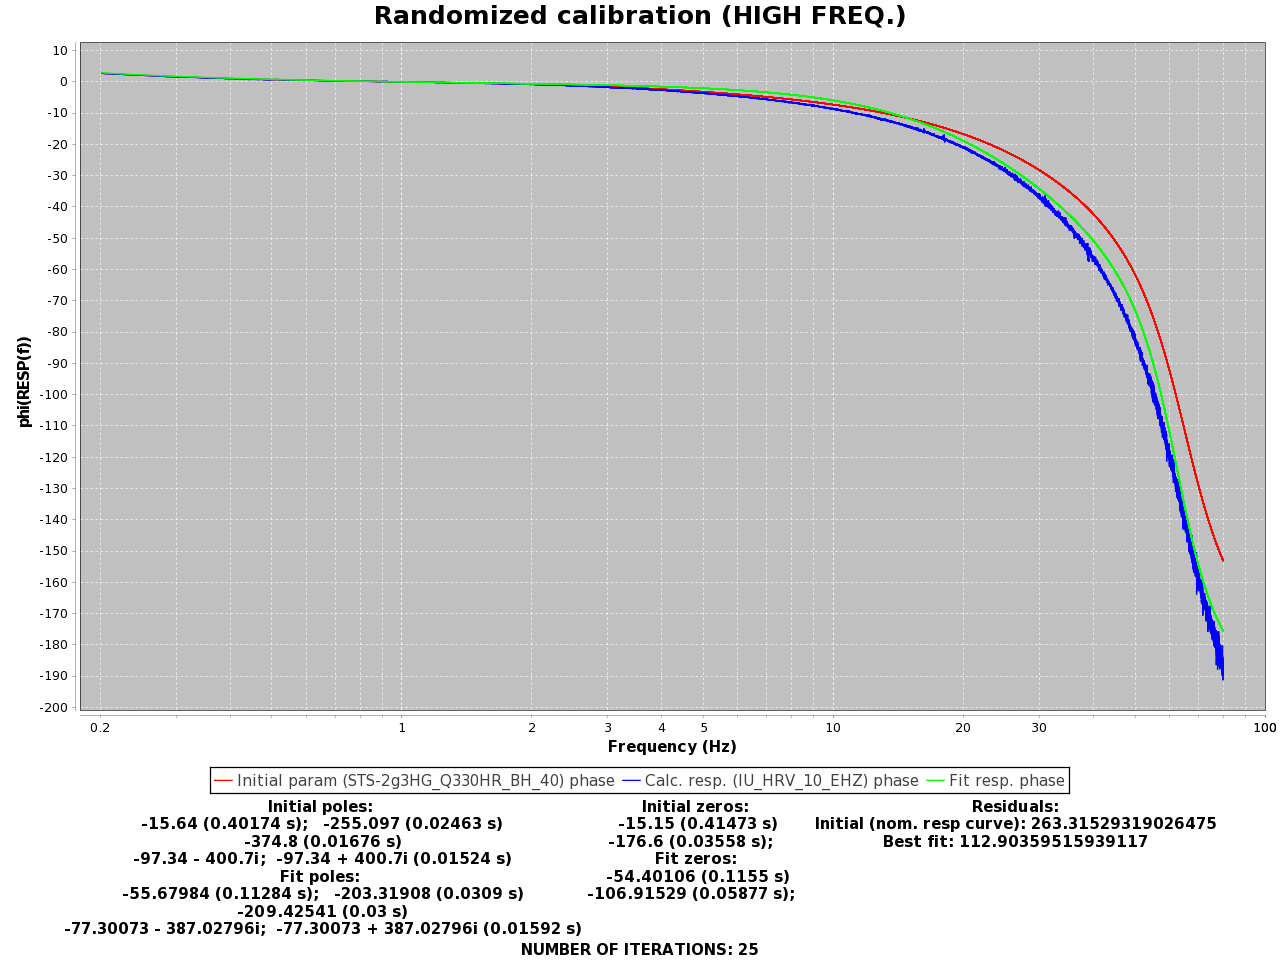 Randomized calibration (HIGH FREQ.)
10
0
-10
-20
-30
-40
-50
-60
-70
-80
-90
-100
-110
-120
-130
-140
-150
-160
-170
-180
-190
-200
phi(RESP(f))
0.2 1 2 3 4 5 10 20 30 100
Frequency (Hz)
Initial param (STS-2g3HG_Q330HR_BH_40) phase Calc. resp. (IU_HRV_10_EHZ) phase Fit resp. phase
Initial poles:
-15.64 (0.40174 s); -255.097 (0.02463 s)
-374.8 (0.01676 s)
-97.34 - 400.7i; -97.34 + 400.7i (0.01524 s)
Fit poles:
-55.67984 (0.11284 s); -203.31908 (0.0309 s)
-209.42541 (0.03 s)
-77.30073 - 387.02796i; -77.30073 + 387.02796i (0.01592 s)
Initial zeros:
-15.15 (0.41473 s)
-176.6 (0.03558 s);
Fit zeros:
-54.40106 (0.1155 s)
-106.91529 (0.05877 s);
Residuals:
Initial (nom. resp curve): 263.31529319026475
Best fit: 112.90359515939117
NUMBER OF ITERATIONS: 25